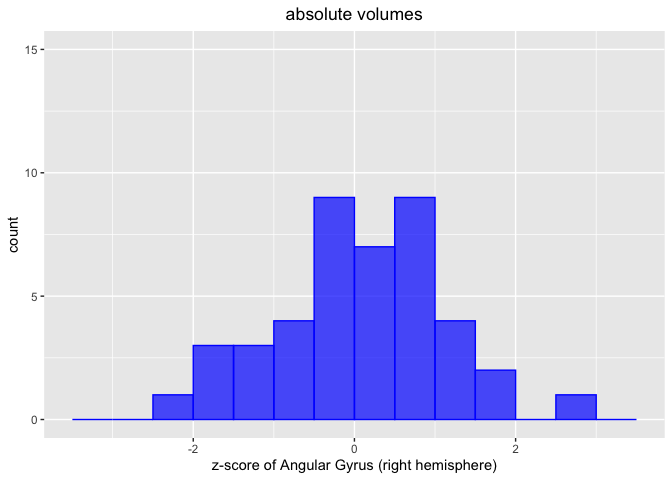 absolute volumes
15
10
5
0
count
-2
0
2
z-score of Angular Gyrus (right hemisphere)